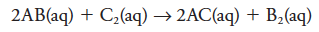 2AB(aq) + C₂(aq) → 2AC(aq) + B₂(aq)